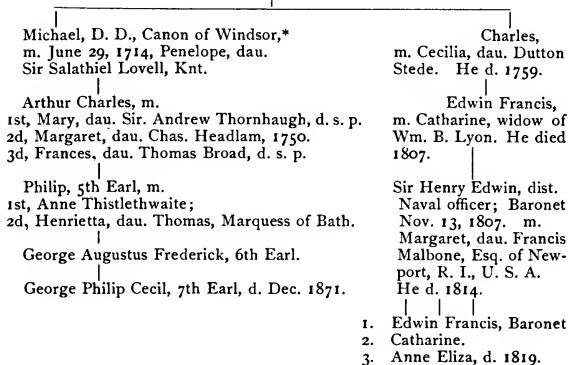 Michael, D. D., Canon of Windsor,*
m. June 29, 1714, Penelope, dau.
Sir Salathiel Lovell, Knt.
Arthur Charles, m.
1st, Mary, dau. Sir. Andrew Thornhaugh, d. s. p.
2d, Margaret, dau. Chas. Headlam, 1750.
3d, Frances, dau. Thomas Broad, d. s. p.
Philip, 5th Earl, m.
1st, Anne Thistlethwaite;
2d, Henrietta, dau. Thomas, Marquess of Bath.
George Augustus Frederick, 6th Earl.
George Philip Cecil, 7th Earl, d. Dec. 1871.
Charles,
m. Cecilia, dau. Dutton
Stede. He d. 1759.
Edwin Francis,
m. Catharine, widow of
Wm. B. Lyon. He died
1807.
Sir Henry Edwin, dist.
Naval officer; Baronet
Nov. 13, 1807. m.
Margaret, dau. Francis
Malbone, Esq. of New-
port, R. I., U. S. A.
He d. 1814.
1. Edwin Francis, Baronet
2. Catharine.
3. Anne Eliza, d. 1819.